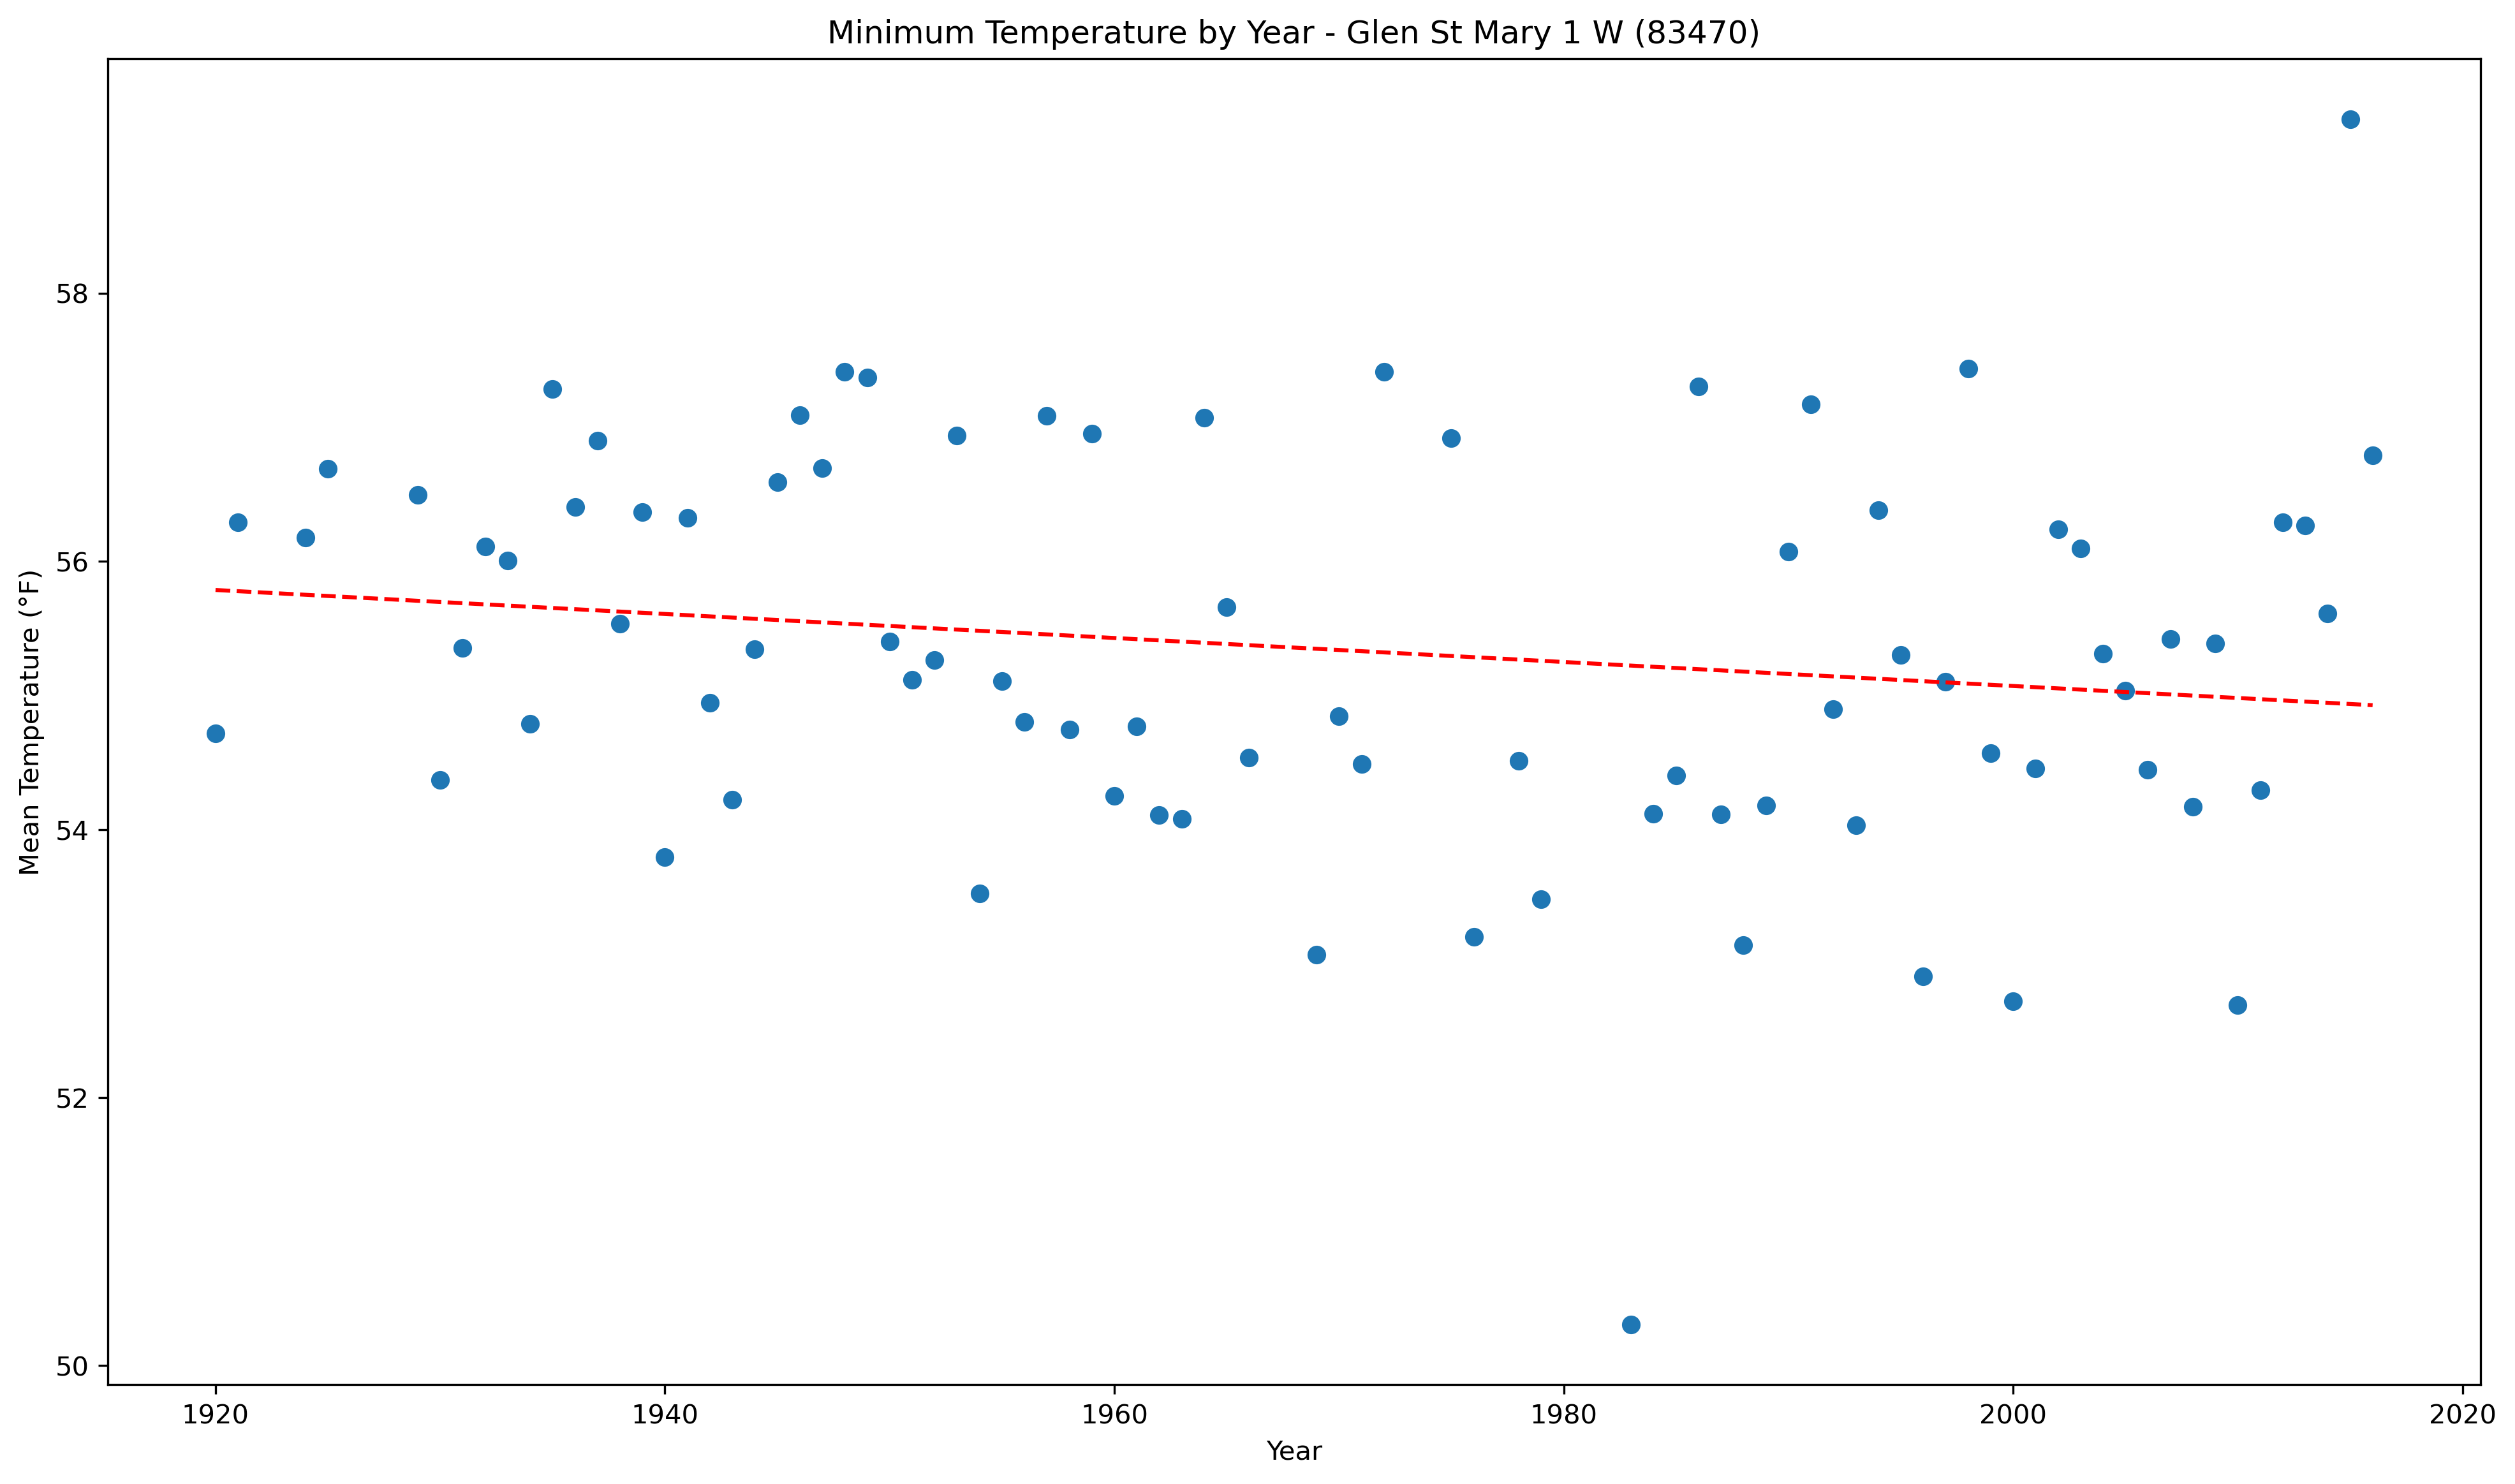 Minimum Temperature by Year - Glen St Mary 1 W (83470)
Mean Temperature (°F)
58
56
54
52
50
1920 1940 1960 1980 2000 2020
Year